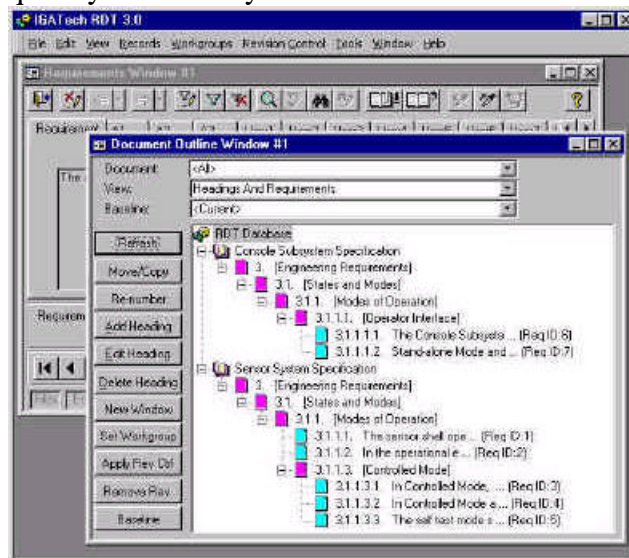 IGATech RDT 3.0
File Edit View Records Workgroups Revision Control Tools Window Help
Requirements Window #1
Requirement
Document Outline Window #1
The
Document: <All>
View: Headings And Requirements
Baseline: <Current>
Refresh
Move/Copy
Re-number
Add Heading
Edit Heading
Delete Heading
New Window
Set Workgroup
Apply Rev Ctrl
Remove Rev
Baseline
RDT Database
Console Subsystem Specification
3. [Engineering Requirements]
3.1. [States and Modes]
3.1.1. [Modes of Operation]
3.1.1.1. [Operator Interface]
3.1.1.1.1. The Console Subsyste ... (Req ID:6)
3.1.1.1.2 Stand-alone Mode and ... (Req ID:7)
Sensor System Specification
3. [Engineering Requirements]
3.1. [States and Modes]
3.1.1. [Modes of Operation]
3.1.1.1. The sensor shell ope ... (Req ID:1)
3.1.1.2. In the operational e ... (Req ID:2)
3.1.1.3. [Controlled Mode]
3.1.1.3.1 In Controlled Mode, ... (Req ID:3)
3.1.1.3.2 In Controlled Mode a ... (Req ID:4)
3.1.1.3.3 The self test mode s ... (Req ID:5)
Requirem